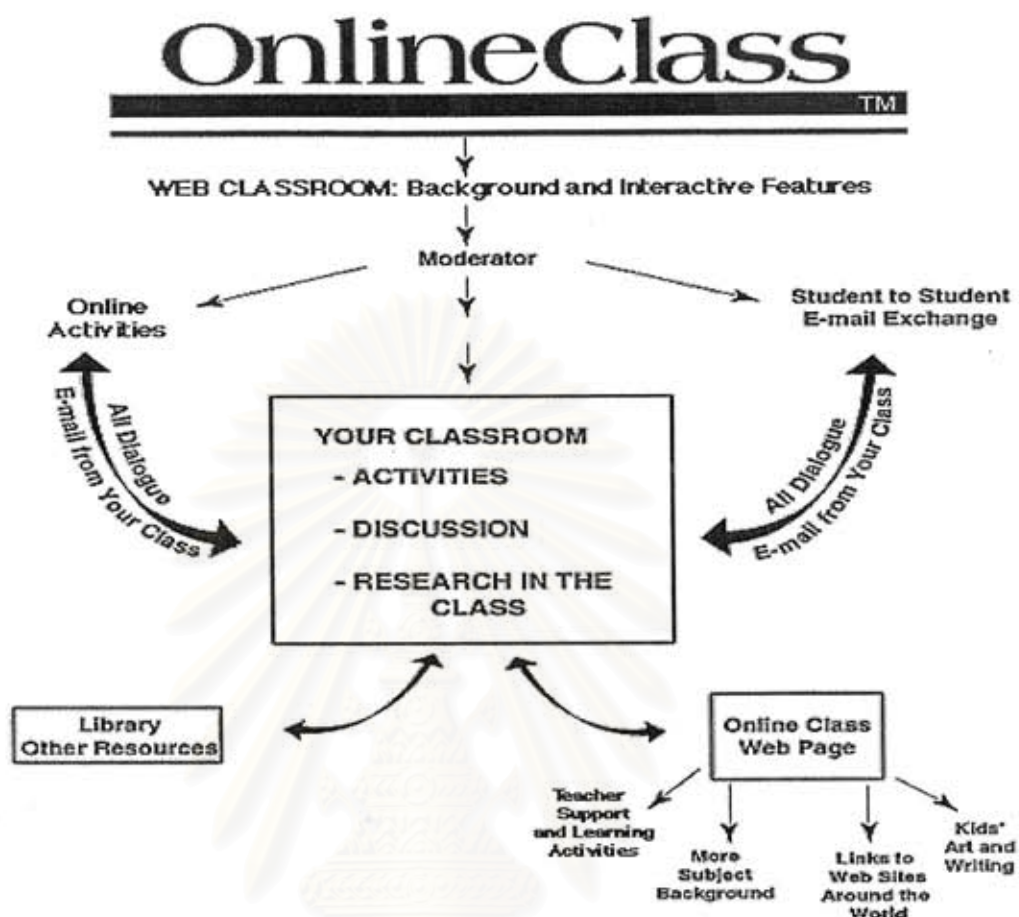 OnlineClass
TM
WEB CLASSROOM: Background and Interactive Features
Moderator
Online
Activities
Student to Student
E-mail Exchange
All Dialogue
E-mail from Your Class
YOUR CLASSROOM
- ACTIVITIES
- DISCUSSION
- RESEARCH IN THE
CLASS
All Dialogue
E-mail from Your Class
Library
Other Resources
Online Class
Web Page
Teacher
Support
and Learning
Activities
More
Subject
Background
Links to
Web Sites
Around the
World
Kids'
Art and
Writing